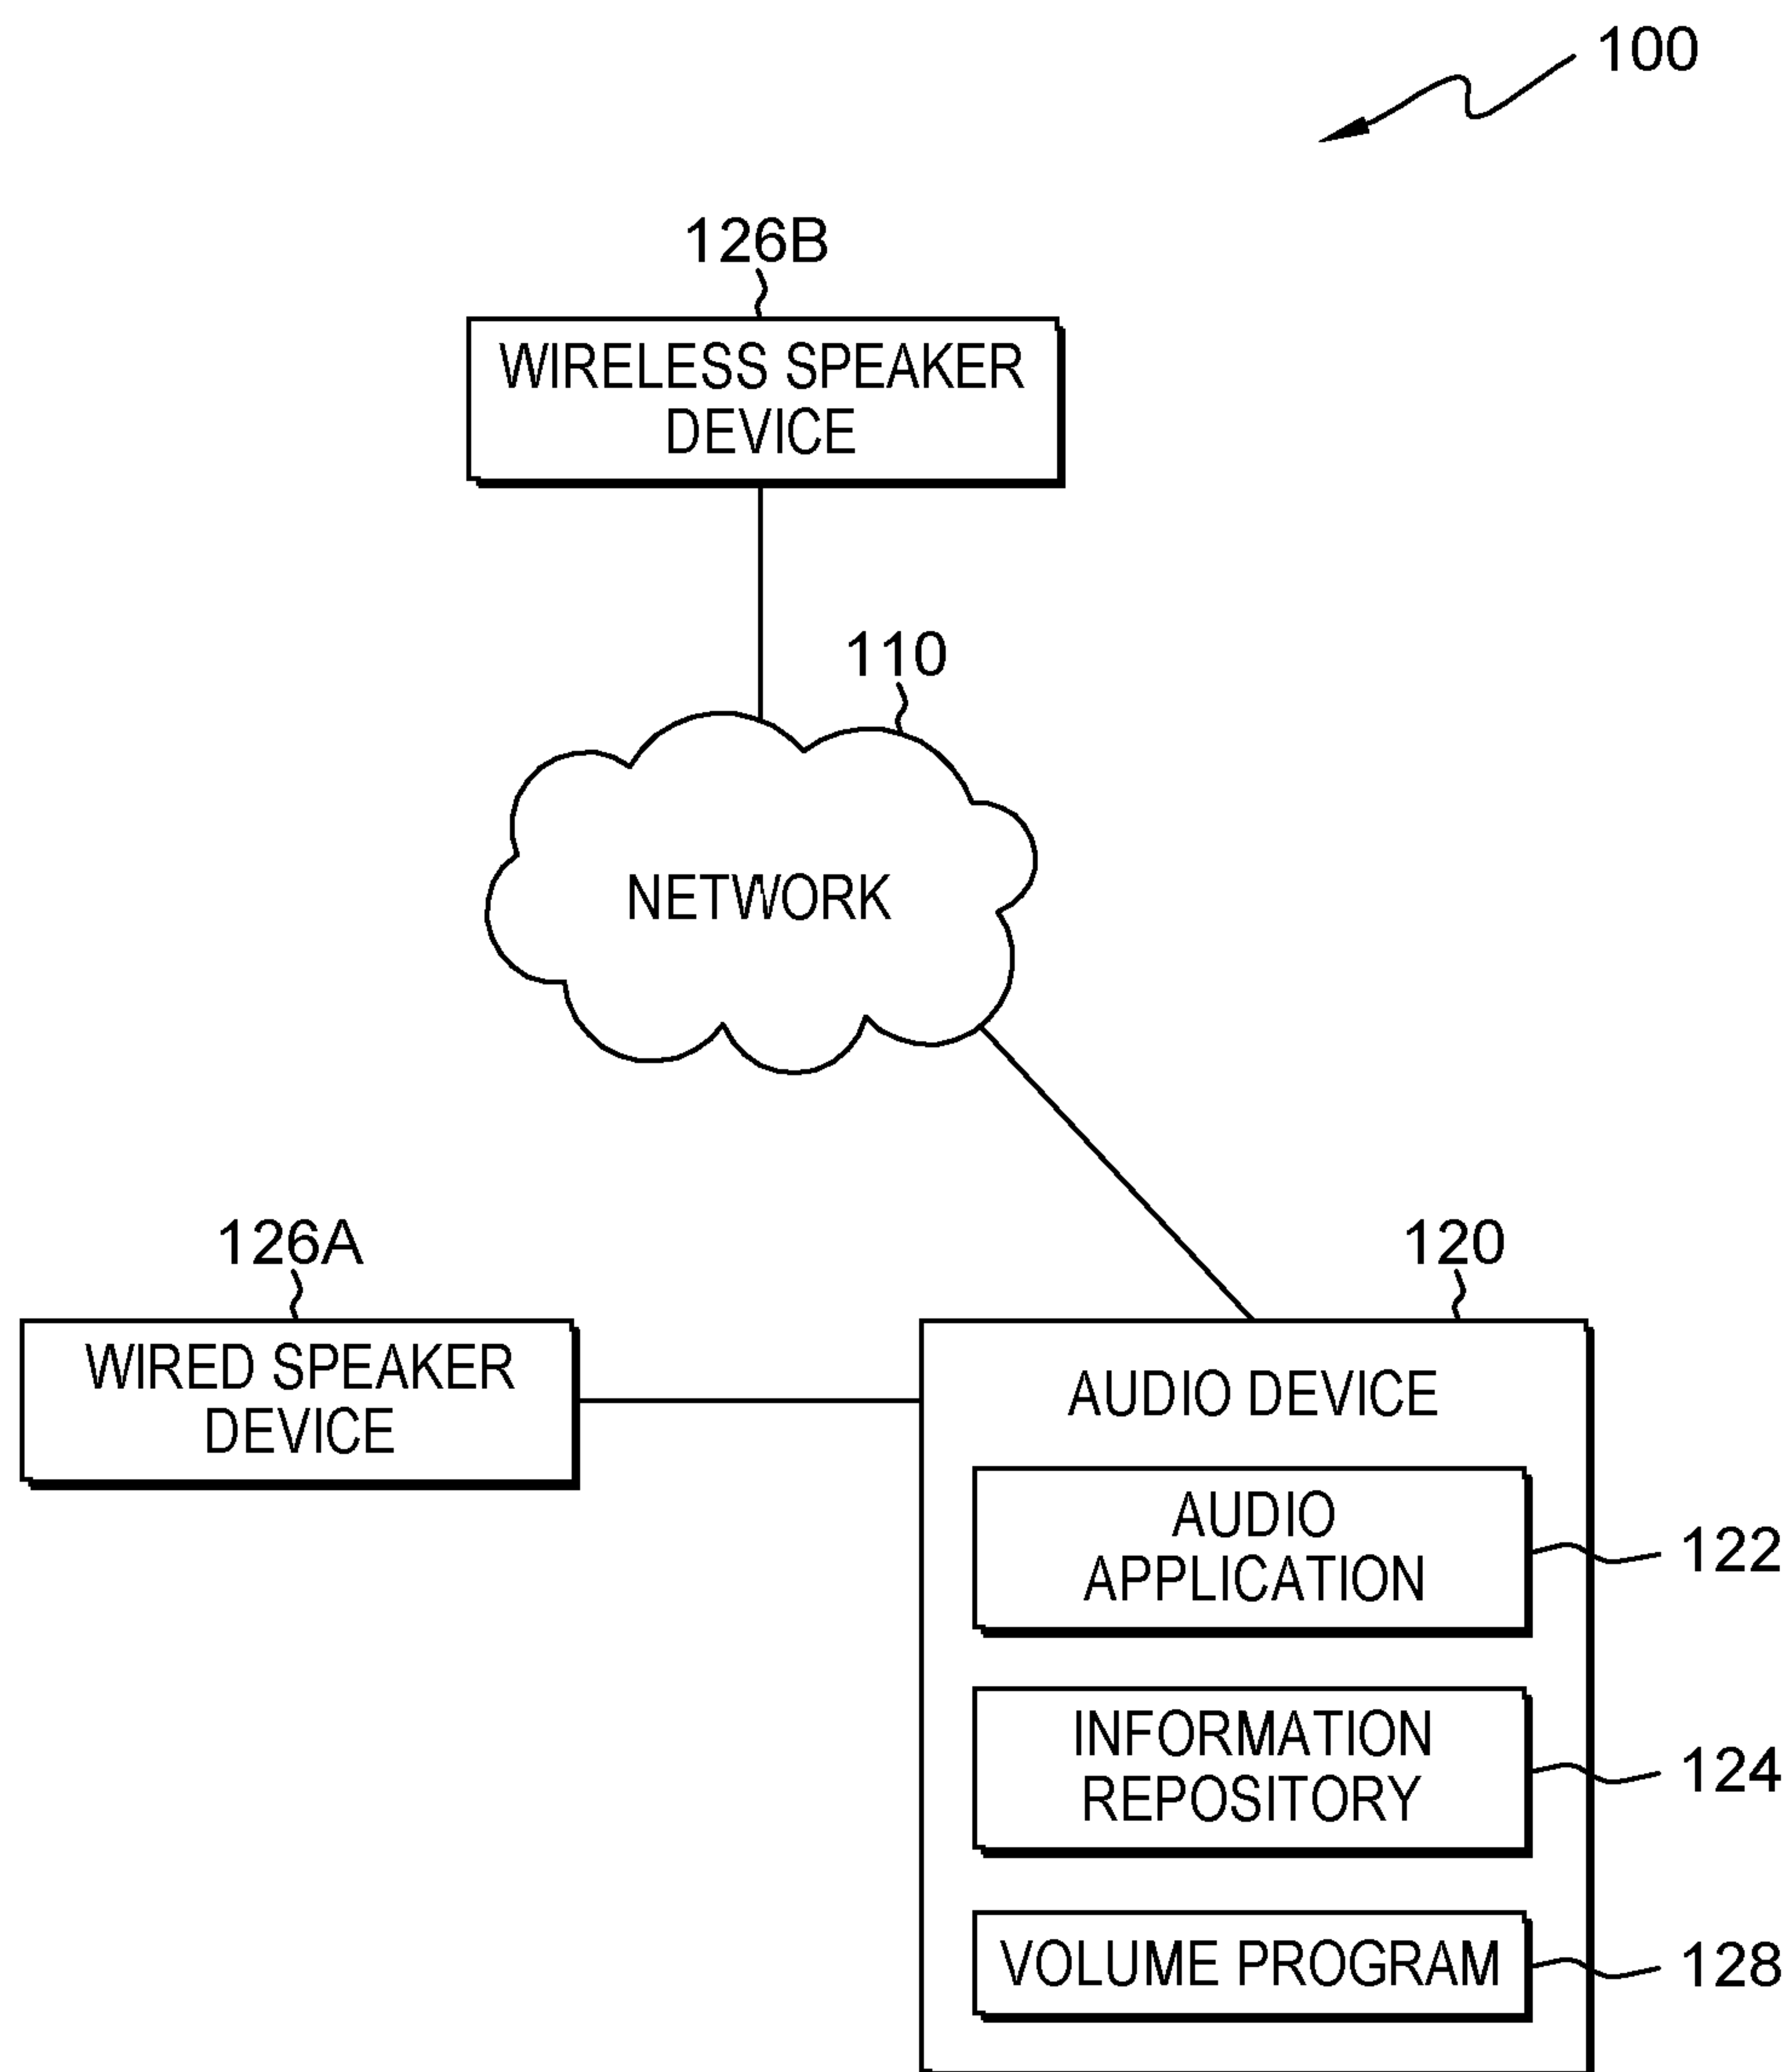 100
126B
WIRELESS SPEAKER
DEVICE
110
NETWORK
126A
WIRED SPEAKER
DEVICE
120
AUDIO DEVICE
AUDIO
APPLICATION
122
INFORMATION
REPOSITORY
124
VOLUME PROGRAM
128